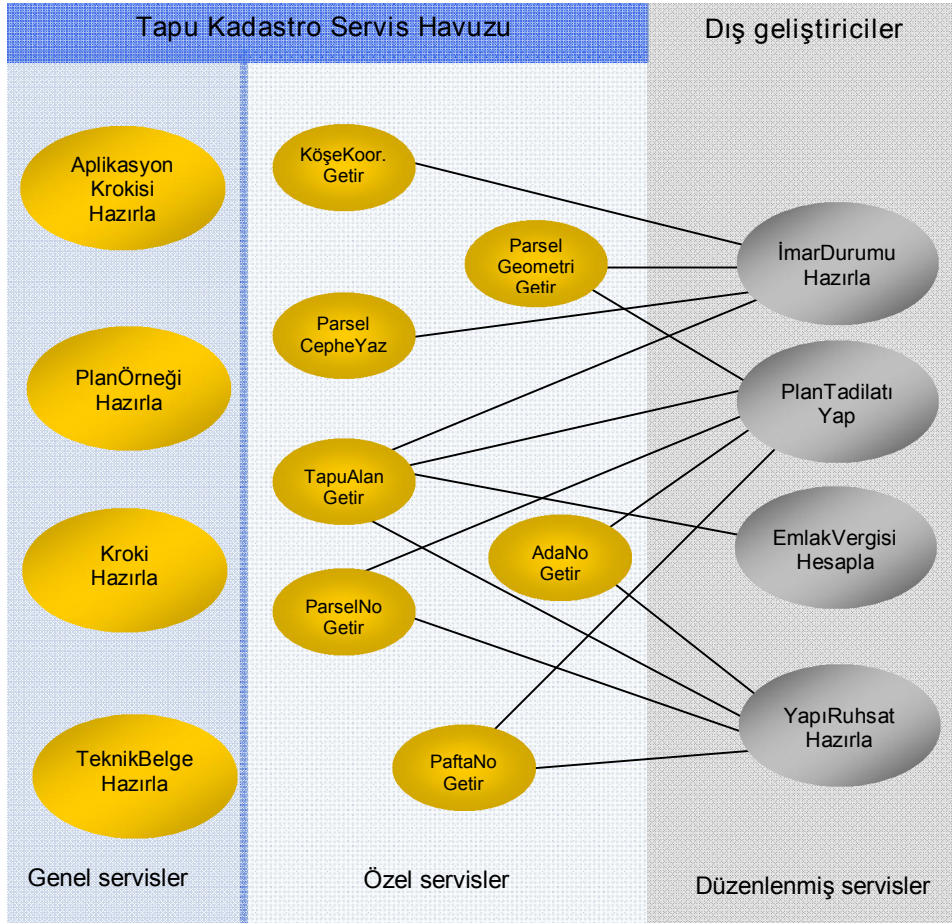 Tapu Kadastro Servis Havuzu
Dış geliştiriciler
Aplikasyon
Krokisi
Hazırla
PlanÖrneği
Hazırla
Kroki
Hazırla
TeknikBelge
Hazırla
Genel servisler
KöşeKoor.
Getir
Parsel
Geometri
Getir
Parsel
CepheYaz
TapuAlan
Getir
AdaNo
Getir
ParselNo
Getir
PaftaNo
Getir
Özel servisler
İmarDurumu
Hazırla
PlanTadilatı
Yap
EmlakVergisi
Hesapla
YapıRuhsat
Hazırla
Düzenlenmiş servisler